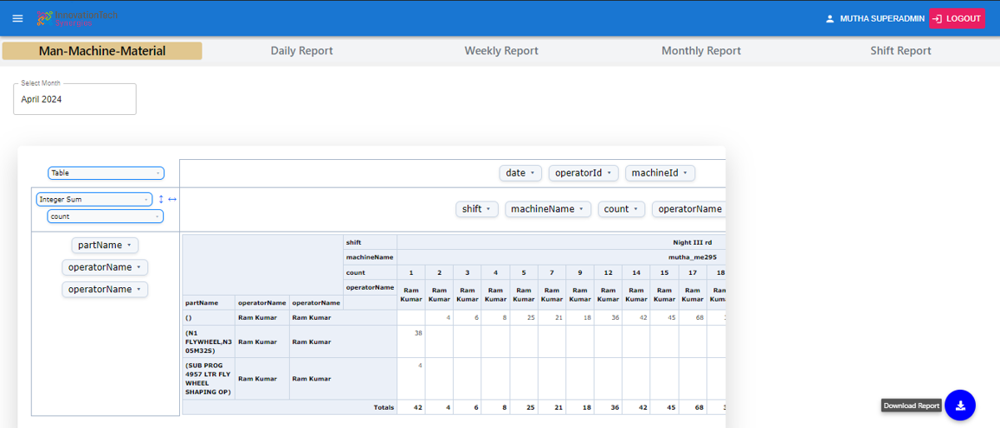 InnovationTech
MUTHA SUPERADMIN
LOGOUT
Man-Machine-Material
Daily Report
Weekly Report
Monthly Report
Shift Report
Select Month
April 2024
Table
date
operatorId
machineId
Integer Sum
count
shift
machineName
count
operatorName
partName
operatorName
operatorName
shift
Night III rd
machineName
mutha_me295
count 1 2 3 4 5 7 9 12 14 15 17 18
operatorName Ram Ram Ram Ram Ram Ram Ram Ram Ram Ram Ram Ram
Kumar Kumar Kumar Kumar Kumar Kumar Kumar Kumar Kumar Kumar Kumar
partName operatorName operatorName
() Ram Kumar Ram Kumar 4 6 8 25 21 18 36 42 45 68
(N1
FLYWHEEL,N3
05M32S) Ram Kumar Ram Kumar 38
(SUB PROG
4957 LTR FLY
WHEEL
SHAPING OP) Ram Kumar Ram Kumar 4
Totals 42 4 6 8 25 21 18 36 42 45 68
Download Report